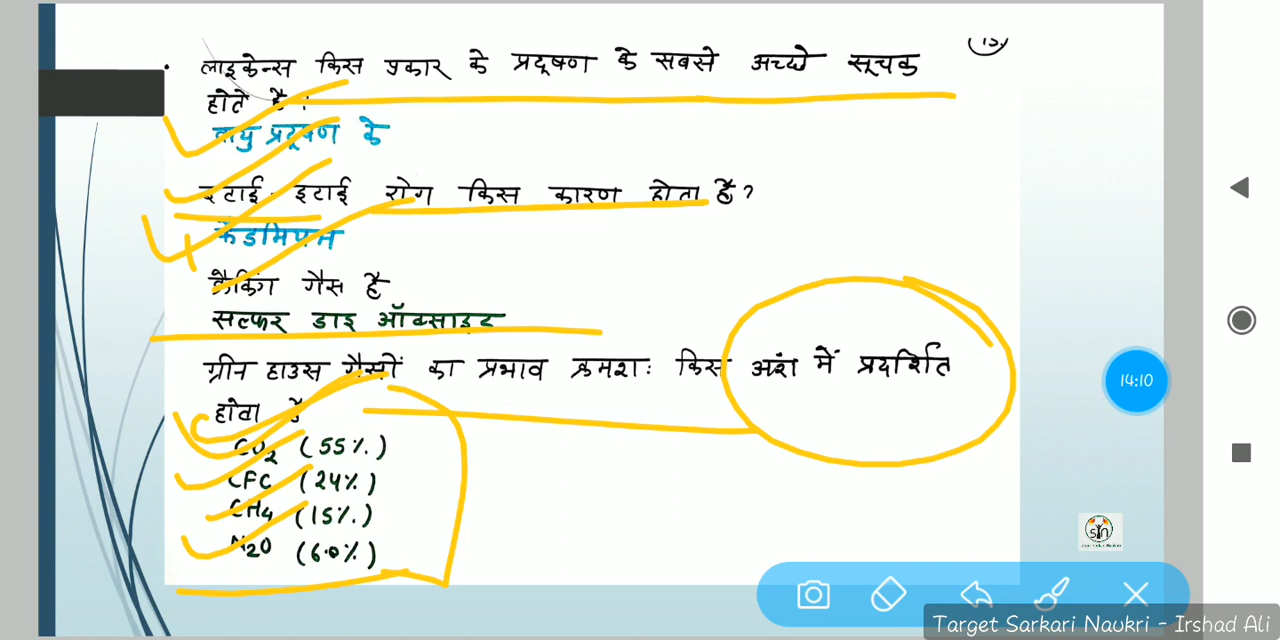 लाइकेन्स किस प्रकार के प्रदूषण के सबसे अच्छे सूचक
होते है ।
वायु प्रदूषण के
इटाई - इटाई रोग किस कारण होता है?
कैडमियम
क्रैकिंग गैस है
सल्फर डाइ ऑक्साइड
ग्रीन हाउस गैसों का प्रभाव क्रमशः किस अंश में प्रदर्शित
होता है
CO₂ (55%.)
CFC (24%)
CH₄ (15%.)
N₂O (6.0%)
14:10
Target Sarkari Naukri - Irshad Ali